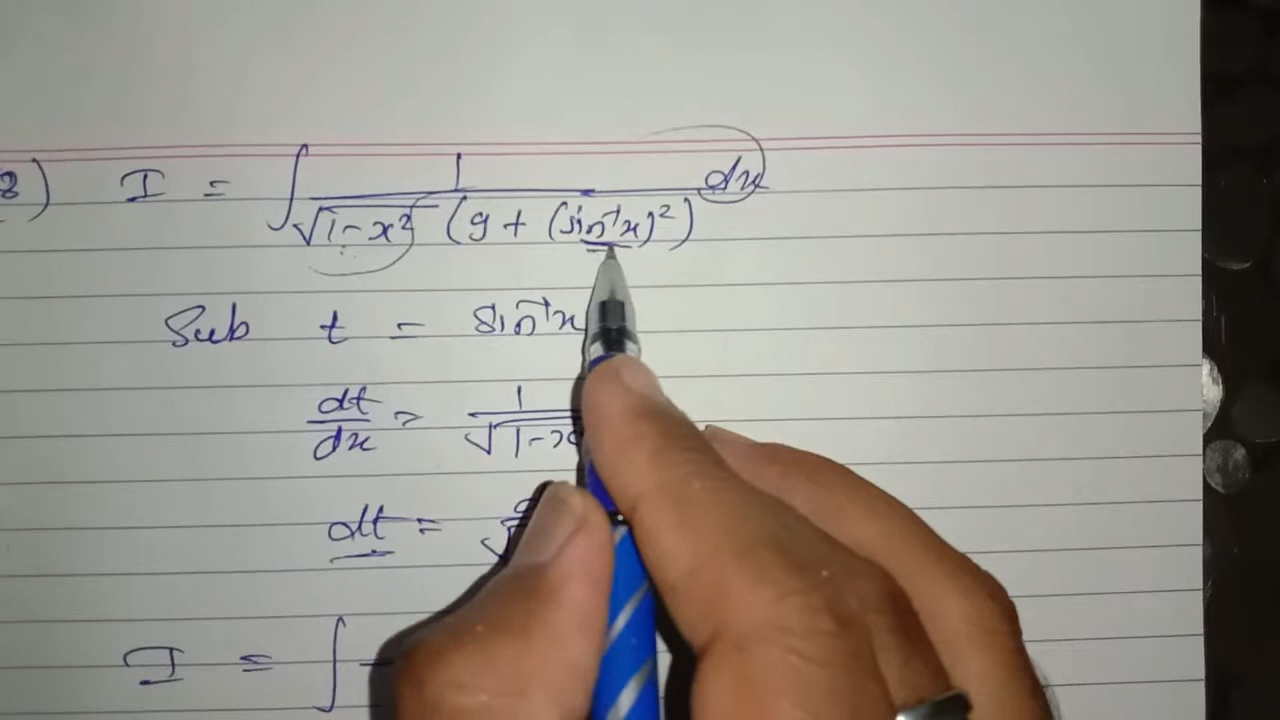 8) I = ∫ 1 / √(1-x²) (9 + (sin⁻¹x)²) dx
Sub t = sin⁻¹x
dt/dx = 1 / √(1-x
dt = √
I = ∫